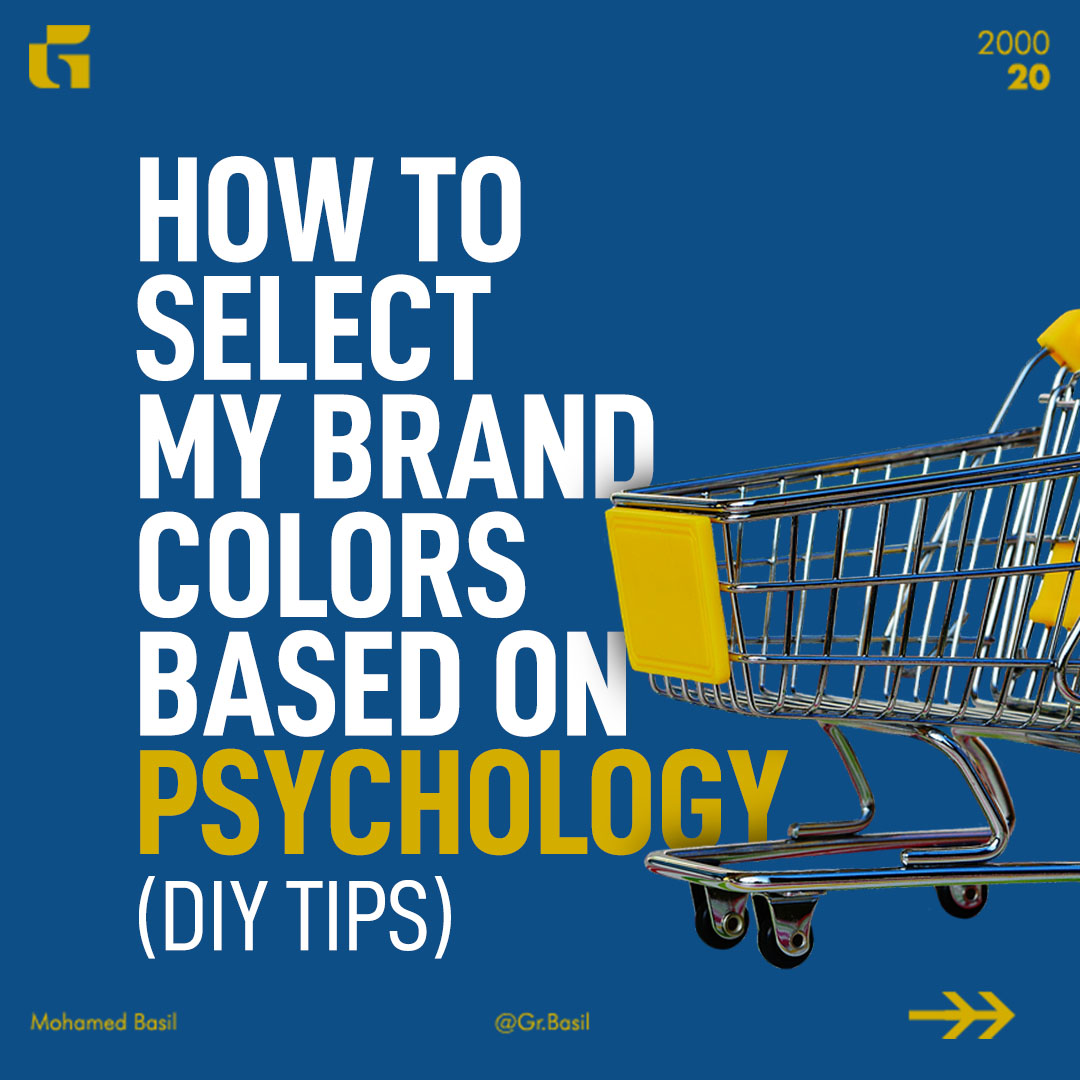 2000
20
HOW TO
SELECT
MY BRAND
COLORS
BASED ON
PSYCHOLOGY
(DIY TIPS)
Mohamed Basil
@Gr.Basil